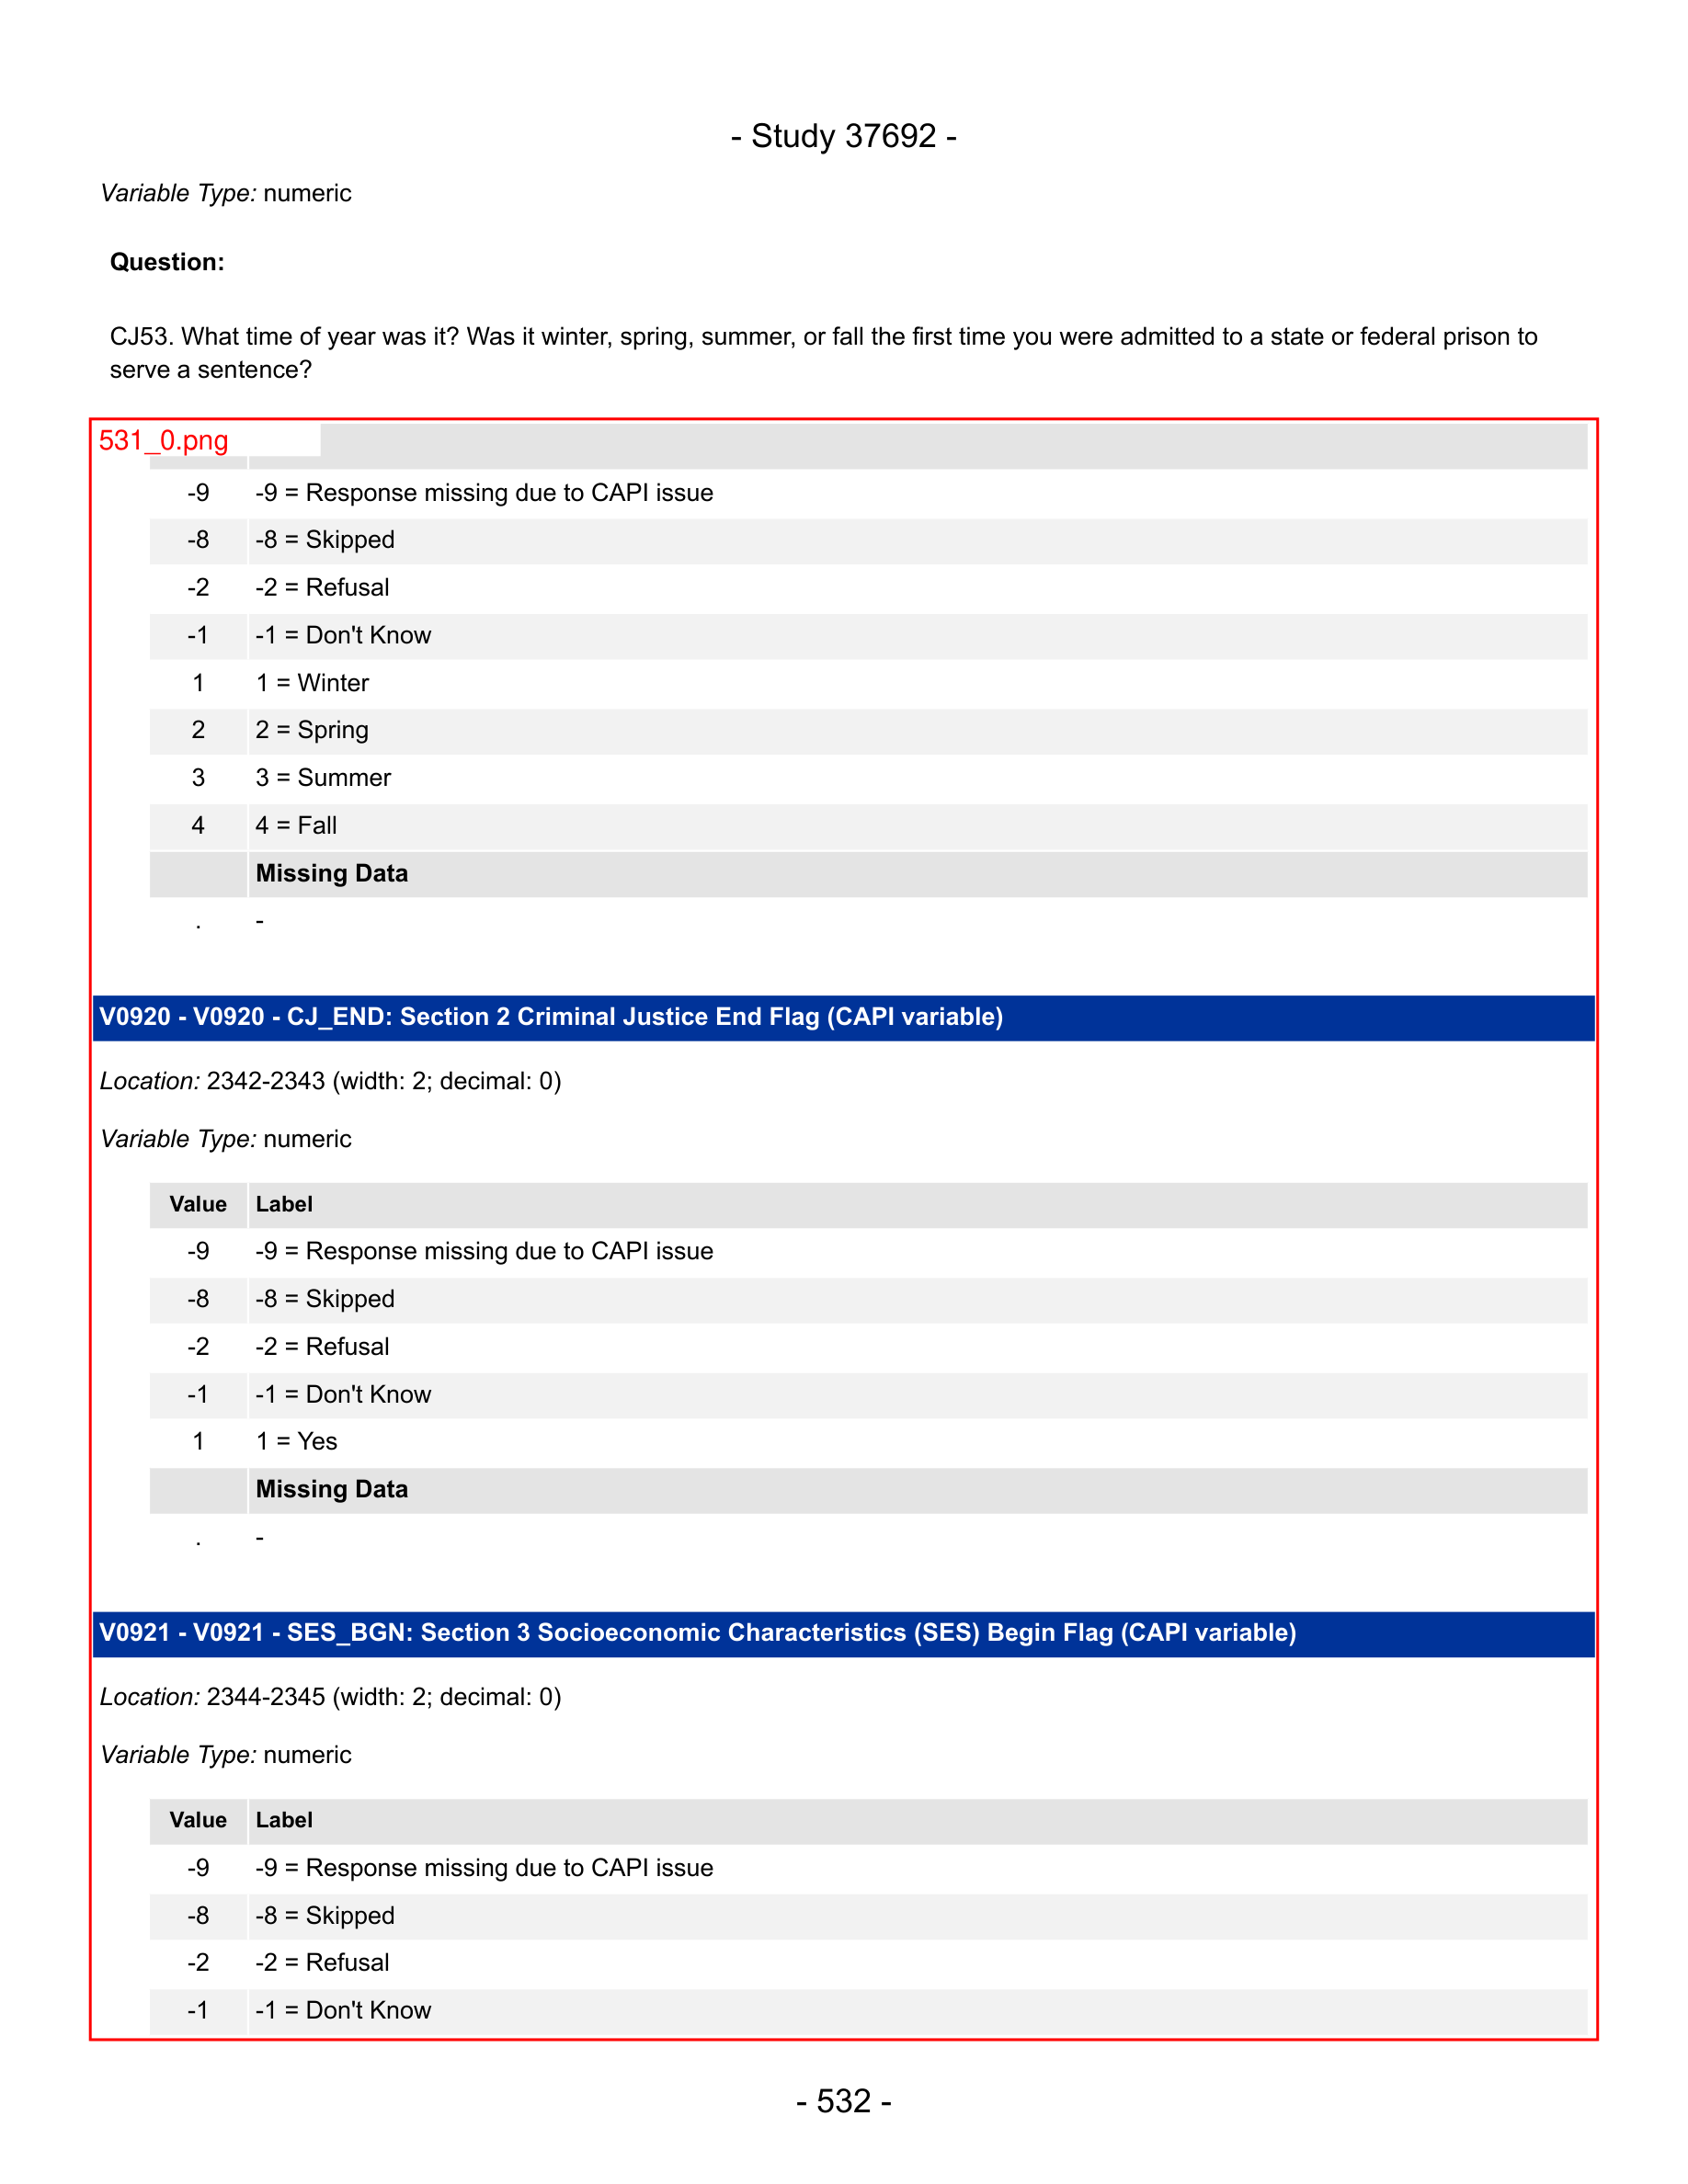 - Study 37692 -
Variable Type: numeric
Question:
CJ53. What time of year was it? Was it winter, spring, summer, or fall the first time you were admitted to a state or federal prison to
serve a sentence?
531_0.png
-9 -9 = Response missing due to CAPI issue
-8 -8 = Skipped
-2 -2 = Refusal
-1 -1 = Don't Know
1 1 = Winter
2 2 = Spring
3 3 = Summer
4 4 = Fall
Missing Data
. -
V0920 - V0920 - CJ_END: Section 2 Criminal Justice End Flag (CAPI variable)
Location: 2342-2343 (width: 2; decimal: 0)
Variable Type: numeric
Value Label
-9 -9 = Response missing due to CAPI issue
-8 -8 = Skipped
-2 -2 = Refusal
-1 -1 = Don't Know
1 1 = Yes
Missing Data
. -
V0921 - V0921 - SES_BGN: Section 3 Socioeconomic Characteristics (SES) Begin Flag (CAPI variable)
Location: 2344-2345 (width: 2; decimal: 0)
Variable Type: numeric
Value Label
-9 -9 = Response missing due to CAPI issue
-8 -8 = Skipped
-2 -2 = Refusal
-1 -1 = Don't Know
- 532 -